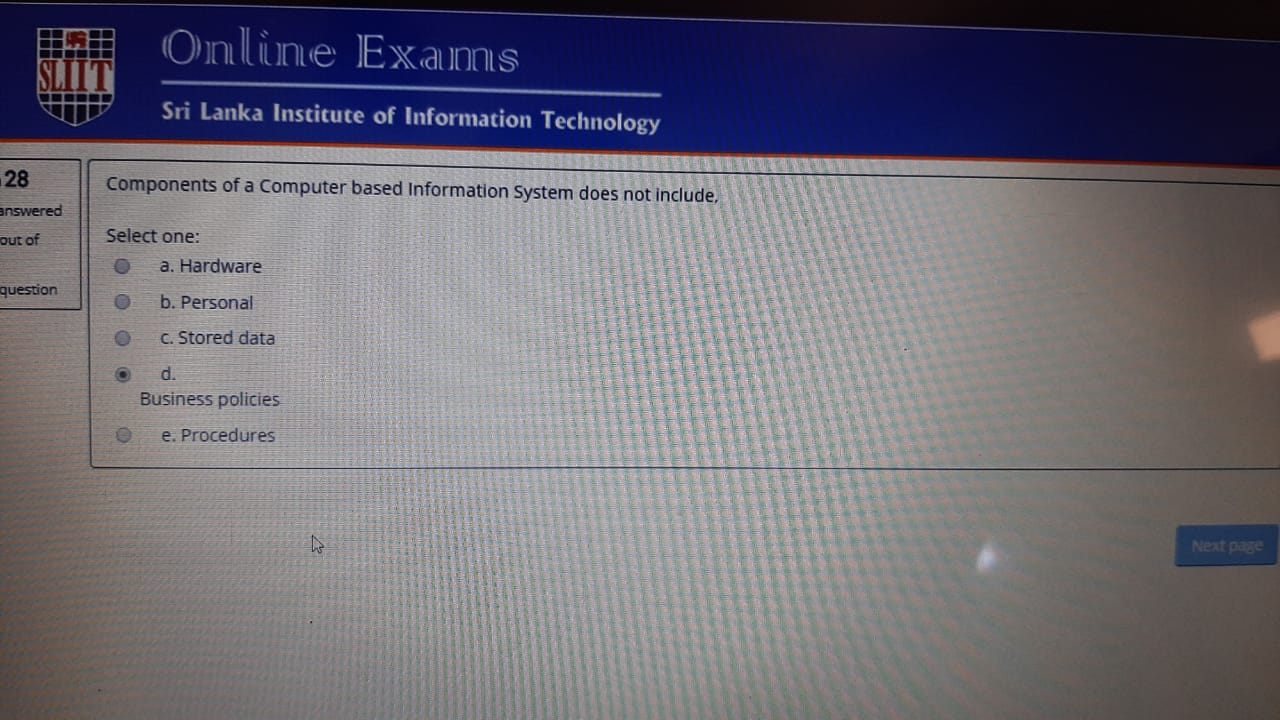 SLIIT
Online Exams
Sri Lanka Institute of Information Technology
28
answered
out of
question
Components of a Computer based Information System does not include,
Select one:
a. Hardware
b. Personal
c. Stored data
d.
Business policies
e. Procedures
Next page